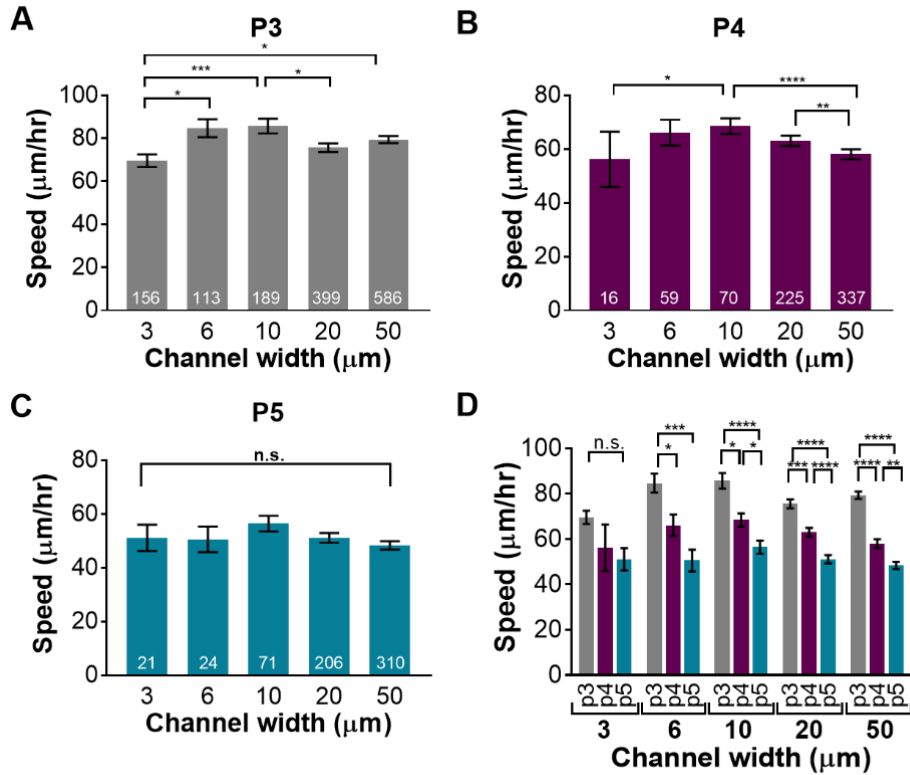 A
P3
*
***
*
*
100
80
60
40
20
0
Speed (μm/hr)
156 113 189 399 586
3 6 10 20 50
Channel width (μm)
B
P4
*
****
**
80
60
40
20
0
Speed (μm/hr)
16 59 70 225 337
3 6 10 20 50
Channel width (μm)
C
P5
n.s.
80
60
40
20
0
Speed (μm/hr)
21 24 71 206 310
3 6 10 20 50
Channel width (μm)
D
n.s.
***
*
****
* *
****
*** ****
****
**** **
100
80
60
40
20
0
Speed (μm/hr)
p3 p4 p5 p3 p4 p5 p3 p4 p5 p3 p4 p5 p3 p4 p5
3 6 10 20 50
Channel width (μm)